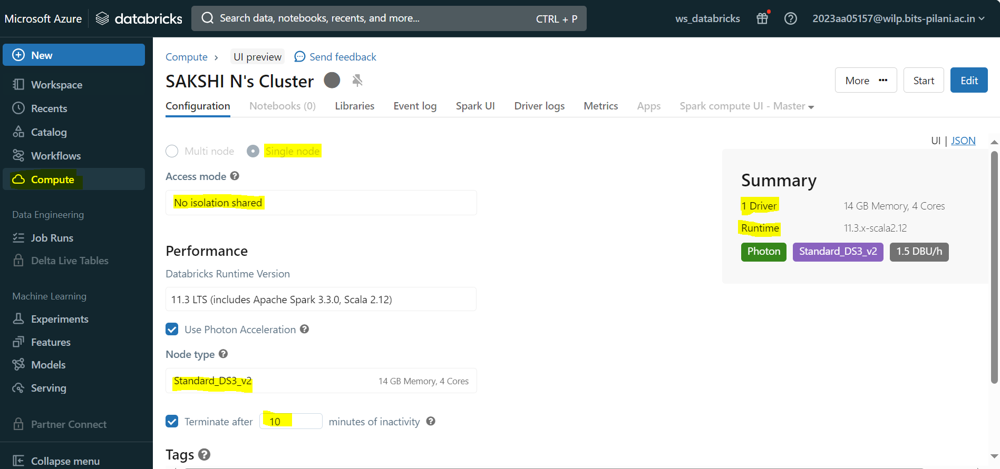 Microsoft Azure databricks Search data, notebooks, recents, and more... CTRL + P ws_databricks 2023aa05157@wilp.bits-pilani.ac.in
New
Workspace
Recents
Catalog
Workflows
Compute
Data Engineering
Job Runs
Delta Live Tables
Machine Learning
Experiments
Features
Models
Serving
Partner Connect
Collapse menu
Compute › UI preview Send feedback
SAKSHI N's Cluster
More ··· Start Edit
Configuration Notebooks (0) Libraries Event log Spark UI Driver logs Metrics Apps Spark compute UI - Master
UI | JSON
Multi node Single node
Access mode ?
No isolation shared
Performance
Databricks Runtime Version
11.3 LTS (includes Apache Spark 3.3.0, Scala 2.12)
Use Photon Acceleration ?
Node type ?
Standard_DS3_v2 14 GB Memory, 4 Cores
Terminate after 10 minutes of inactivity ?
Tags ?
Summary
1 Driver 14 GB Memory, 4 Cores
Runtime 11.3.x-scala2.12
Photon Standard_DS3_v2 1.5 DBU/h